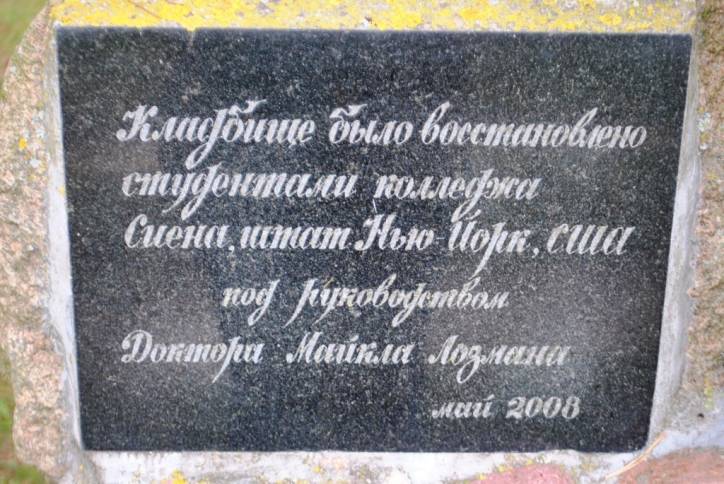 Кладбище было восстановлено
студентами колледжа
Сиена, штат Нью-Йорк, США
под руководством
Доктора Майкла Лозмана
май 2008